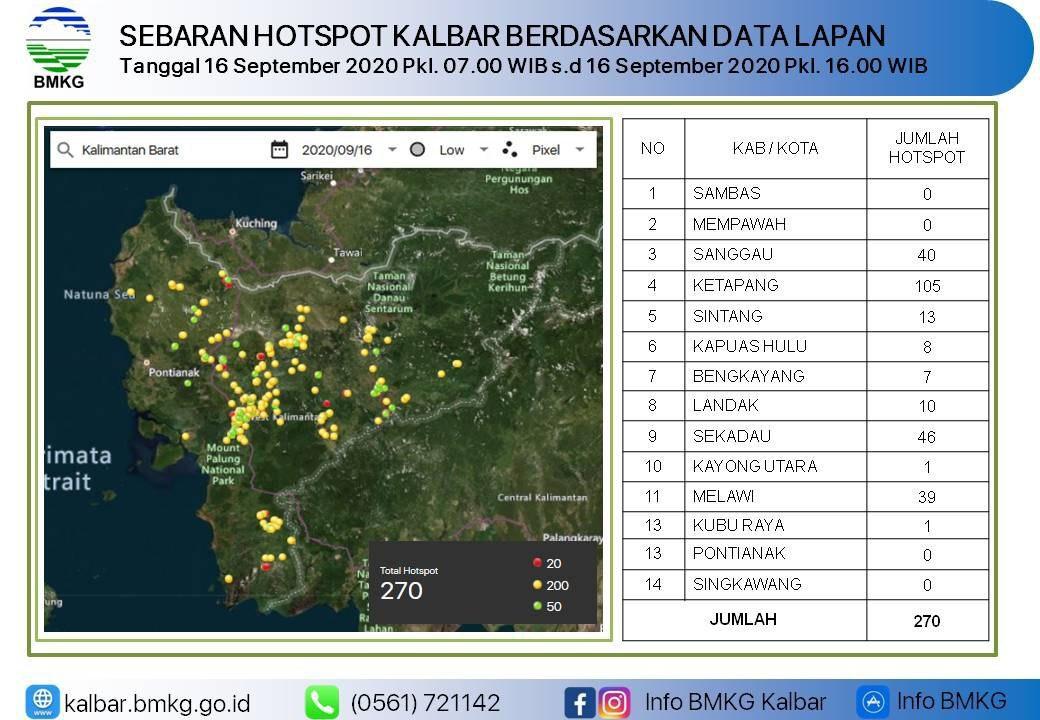 BMKG
SEBARAN HOTSPOT KALBAR BERDASARKAN DATA LAPAN
Tanggal 16 September 2020 Pkl. 07.00 WIB s.d 16 September 2020 Pkl. 16.00 WIB
Kalimantan Barat 2020/09/16 Low Pixel
Sarikei
Pegunungan
Hos
Kuching
Tawai
Natuna Sea
Taman
Nasional
Danau
Sentarum
Taman
Nasional
Betung
Kerihun
Pontianak
West Kalimantan
Mount
Palung
National
Park
rimata
trait
Central Kalimantan
Palangkaray
ung
Lahan
Total Hotspot
270
20
200
50
NO KAB / KOTA JUMLAH HOTSPOT
1 SAMBAS 0
2 MEMPAWAH 0
3 SANGGAU 40
4 KETAPANG 105
5 SINTANG 13
6 KAPUAS HULU 8
7 BENGKAYANG 7
8 LANDAK 10
9 SEKADAU 46
10 KAYONG UTARA 1
11 MELAWI 39
13 KUBU RAYA 1
13 PONTIANAK 0
14 SINGKAWANG 0
JUMLAH 270
kalbar.bmkg.go.id (0561) 721142 Info BMKG Kalbar Info BMKG